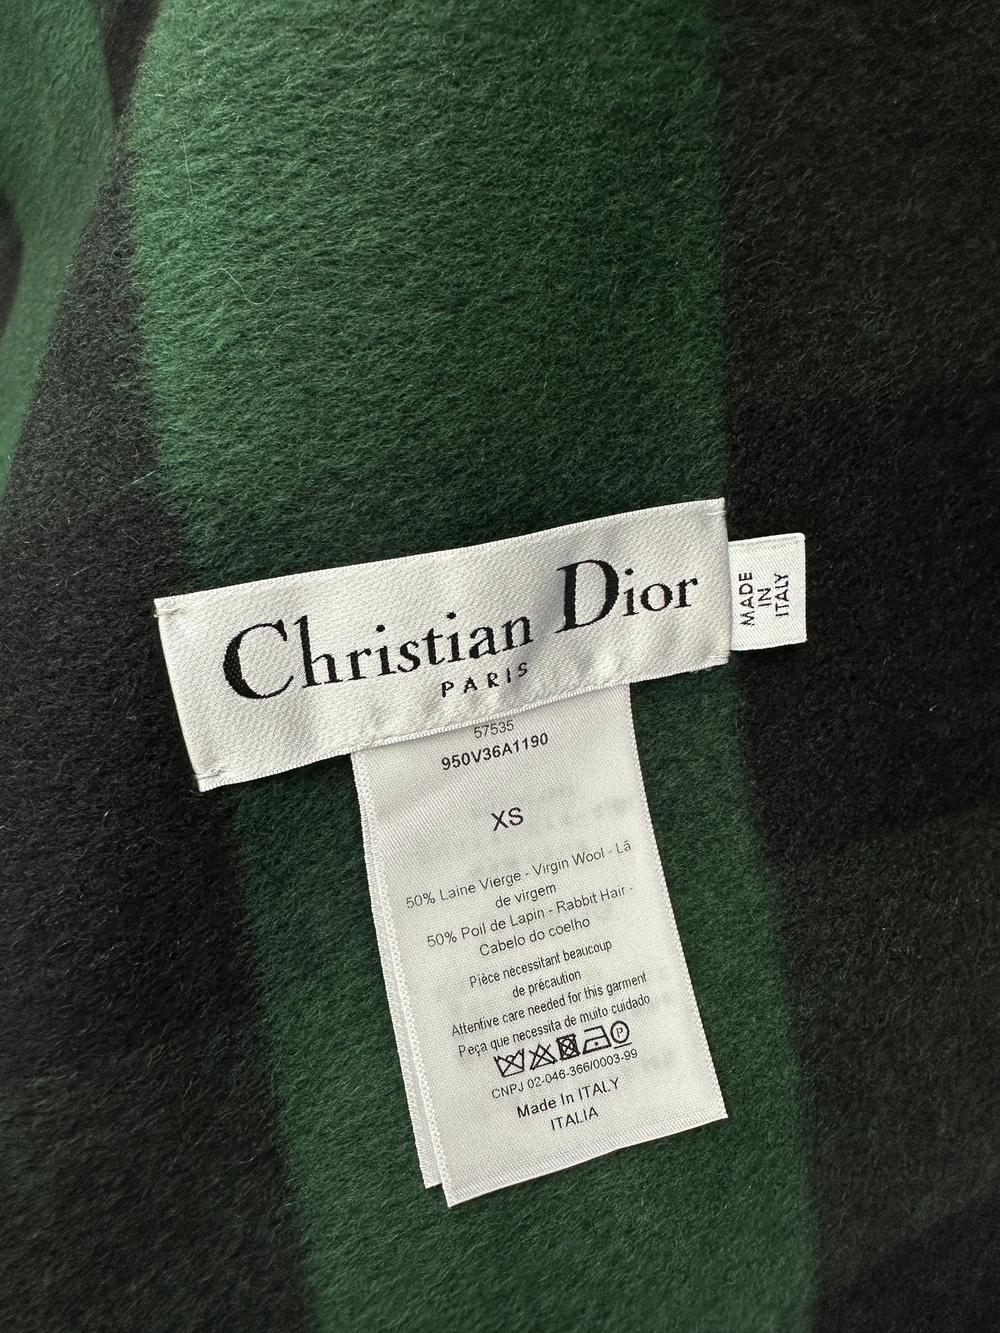 Christian Dior
PARIS
MADE
IN
ITALY
57535
950V36A1190
XS
50% Laine Vierge - Virgin Wool - Lã
de virgem
50% Poil de Lapin - Rabbit Hair -
Cabelo do coelho
Pièce nécessitant beaucoup
de précaution
Attentive care needed for this garment
Peça que necessita de muito cuidado
P
CNPJ 02-046-366/0003-99
Made In ITALY
ITALIA